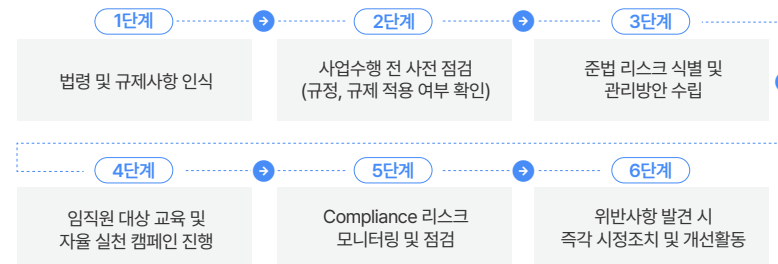 1단계
2단계
3단계
법령 및 규제사항 인식
사업수행 전 사전 점검
(규정, 규제 적용 여부 확인)
준법 리스크 식별 및
관리방안 수립
4단계
5단계
6단계
임직원 대상 교육 및
자율 실천 캠페인 진행
Compliance 리스크
모니터링 및 점검
위반사항 발견 시
즉각 시정조치 및 개선활동